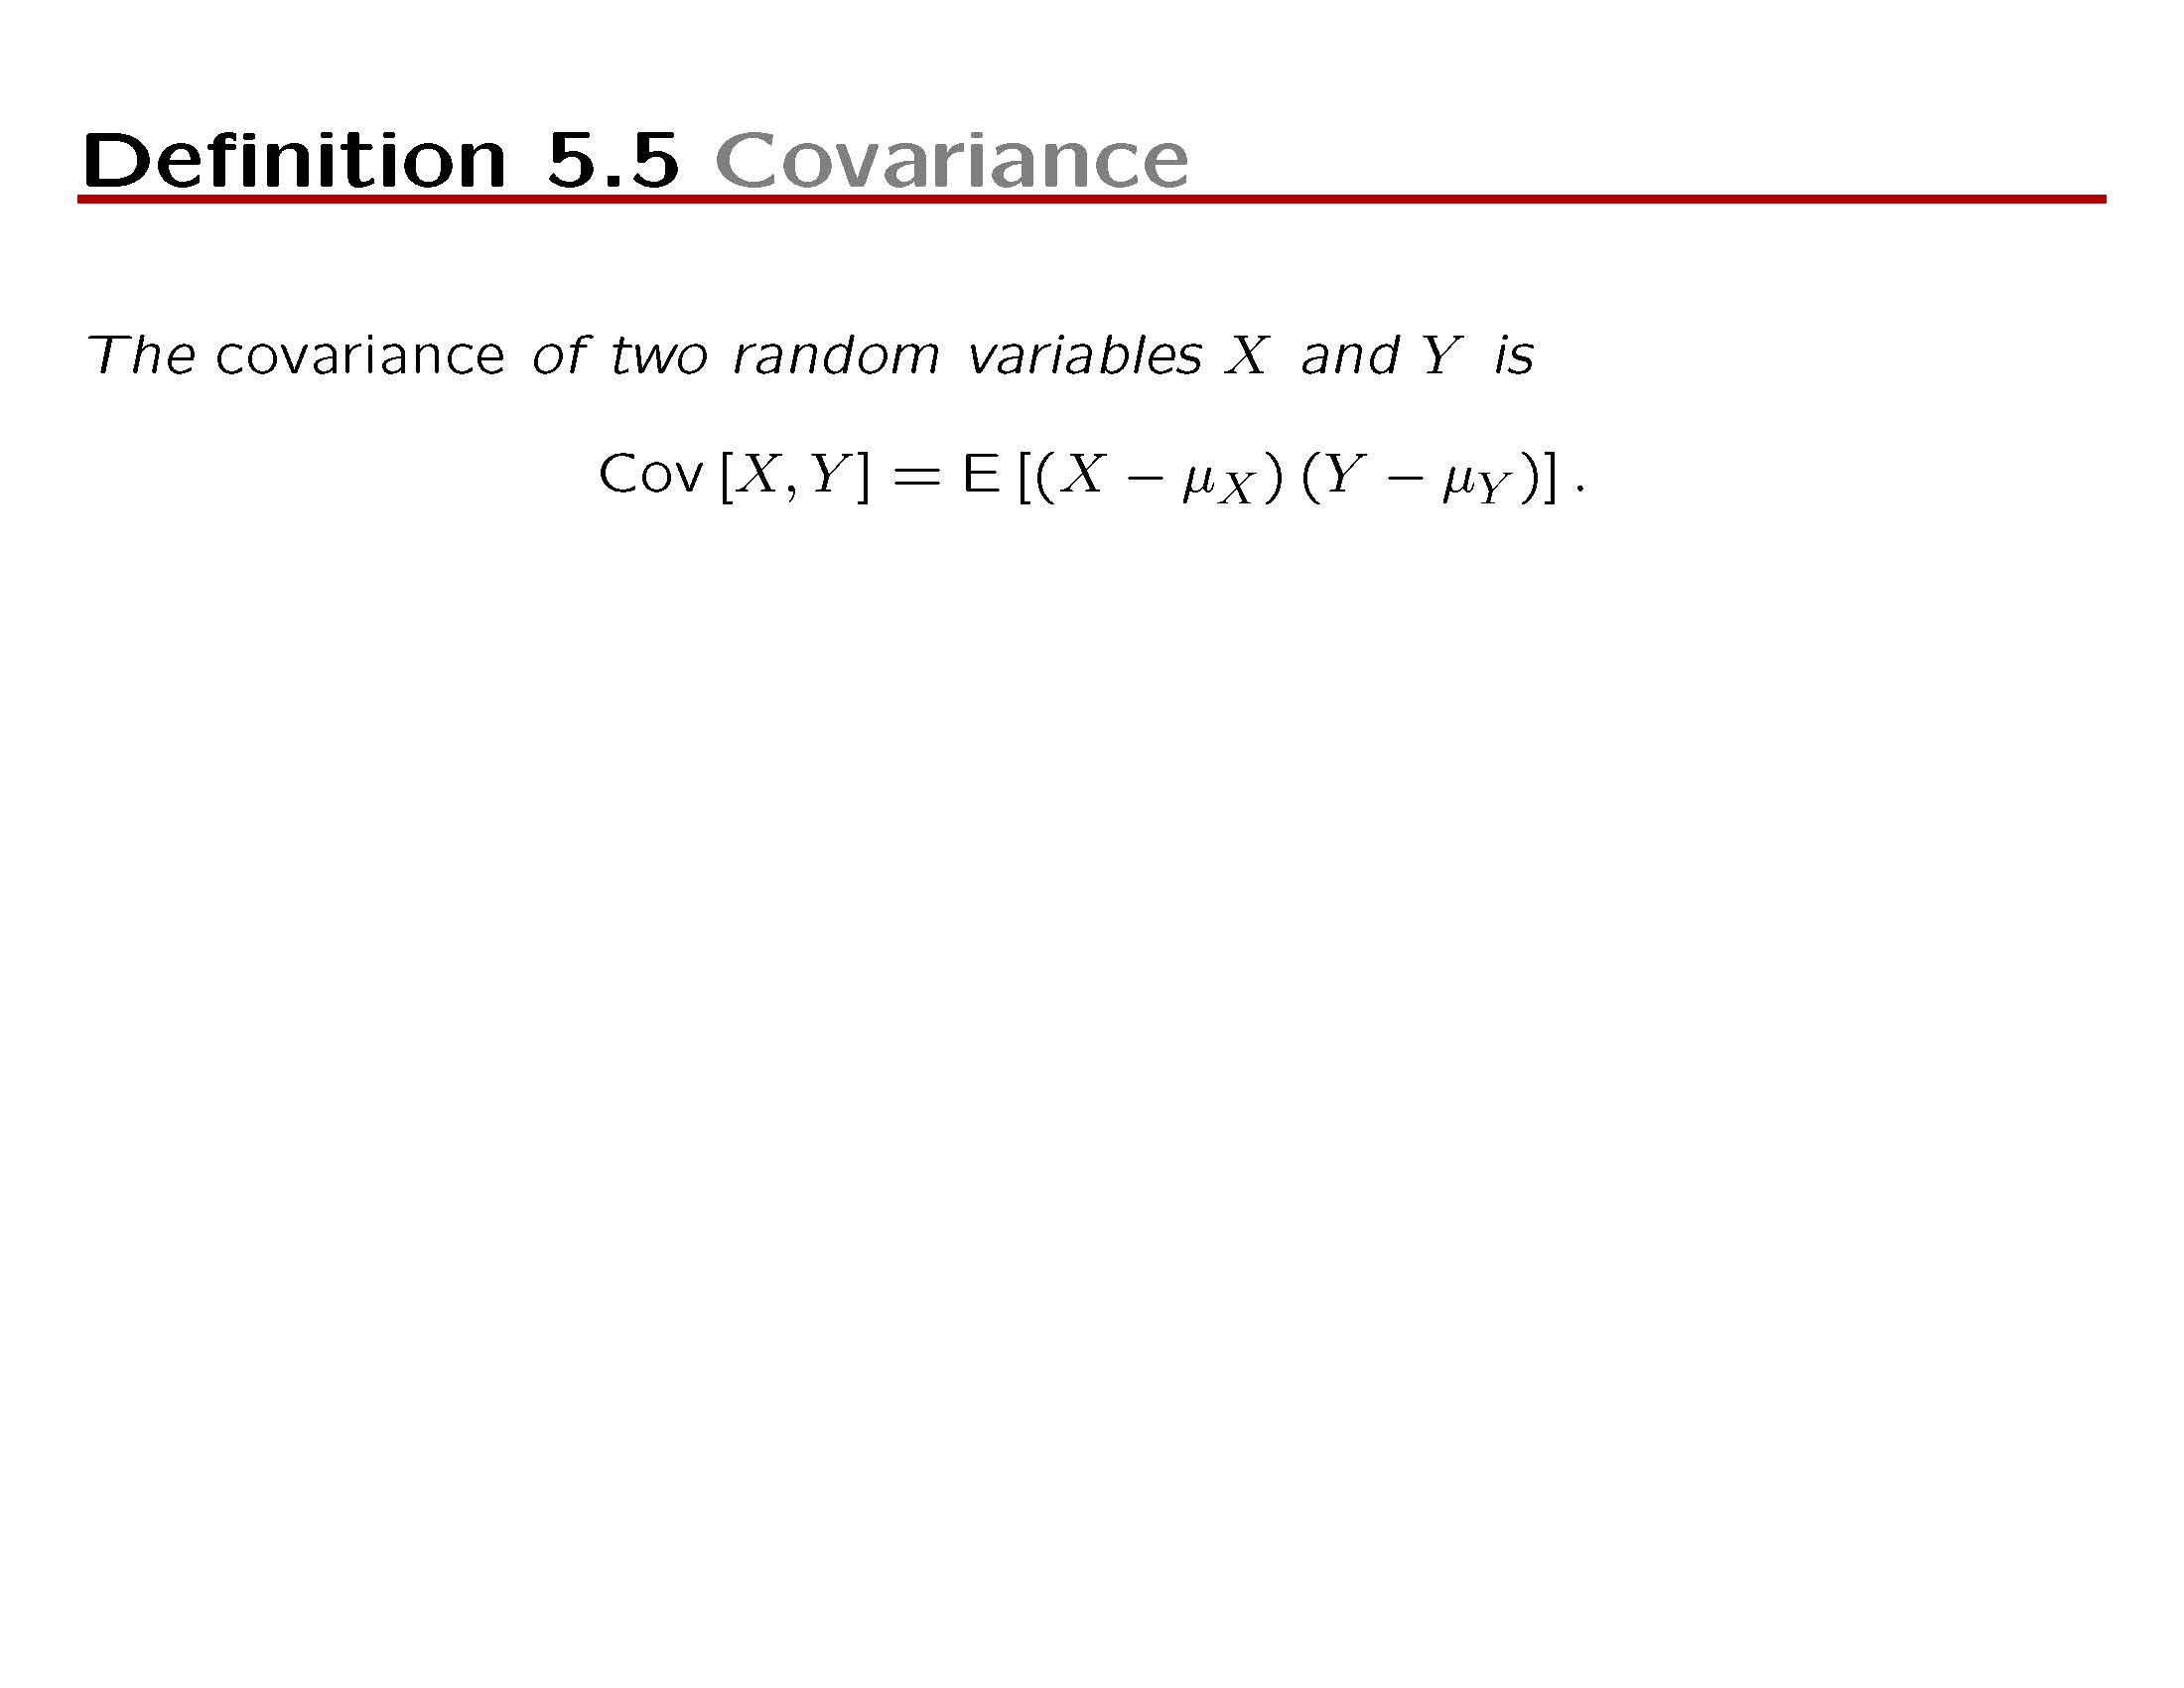 Definition 5.5 Covariance
The covariance of two random variables X and Y is
Cov [X, Y] = E [(X − μ_X) (Y − μ_Y)] .